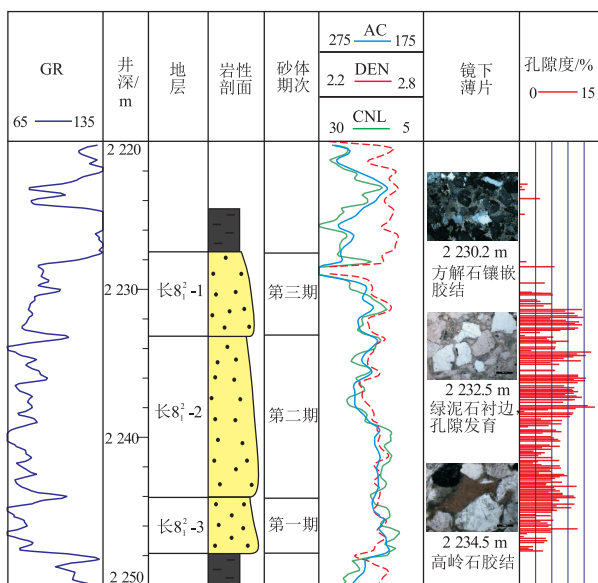 GR
65 135
井深/m
地层
岩性剖面
砂体期次
AC
275 175
DEN
2.2 2.8
CNL
30 5
镜下薄片
孔隙度/%
0 15
2 220
2 230
2 240
2 250
长8₁²-1
长8₁²-2
长8₁²-3
第三期
第二期
第一期
2 230.2 m
方解石镶嵌
胶结
2 232.5 m
绿泥石衬边,
孔隙发育
2 234.5 m
高岭石胶结